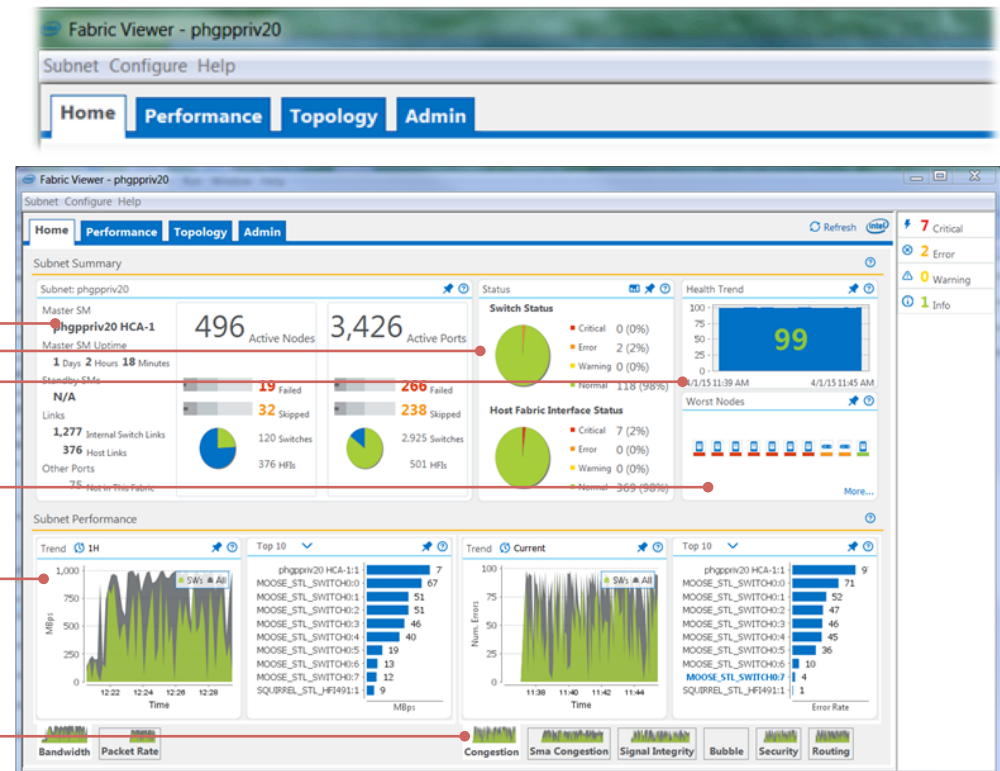 Fabric Viewer - phgppriv20
Subnet Configure Help
Home Performance Topology Admin
Fabric Viewer - phgppriv20
Subnet Configure Help
Home Performance Topology Admin Refresh intel
7 Critical
2 Error
0 Warning
1 Info
Subnet Summary
Subnet: phgppriv20
Master SM
phgppriv20 HCA-1
Master SM Uptime
1 Days 2 Hours 18 Minutes
Standby SMs
N/A
Links
1,277 Internal Switch Links
376 Host Links
Other Ports
75 Not in This Fabric
496 Active Nodes
19 Failed
32 Skipped
120 Switches
376 HFIs
3,426 Active Ports
266 Failed
238 Skipped
2,925 Switches
501 HFIs
Status
Switch Status
Critical 0 (0%)
Error 2 (2%)
Warning 0 (0%)
Normal 118 (98%)
Host Fabric Interface Status
Critical 7 (2%)
Error 0 (0%)
Warning 0 (0%)
Normal 369 (98%)
Health Trend
100
75
50
25
0
99
4/1/15 11:39 AM 4/1/15 11:45 AM
Worst Nodes
More...
Subnet Performance
Trend 1H
1,000
750
500
250
0
MBps
SWs All
12:22 12:24 12:26 12:28
Time
Top 10
phgppriv20 HCA-1:1 7
MOOSE_STL_SWITCH0:0 67
MOOSE_STL_SWITCH0:1 51
MOOSE_STL_SWITCH0:2 51
MOOSE_STL_SWITCH0:3 46
MOOSE_STL_SWITCH0:4 40
MOOSE_STL_SWITCH0:5 19
MOOSE_STL_SWITCH0:6 13
MOOSE_STL_SWITCH0:7 12
SQUIRREL_STL_HFI491:1 9
MBps
Trend Current
100
75
50
25
0
Num. Errors
SWs All
11:38 11:40 11:42 11:44
Time
Top 10
phgppriv20 HCA-1:1 9
MOOSE_STL_SWITCH0:0 71
MOOSE_STL_SWITCH0:1 52
MOOSE_STL_SWITCH0:2 47
MOOSE_STL_SWITCH0:3 46
MOOSE_STL_SWITCH0:4 45
MOOSE_STL_SWITCH0:5 36
MOOSE_STL_SWITCH0:6 10
MOOSE_STL_SWITCH0:7 4
SQUIRREL_STL_HFI491:1 1
Error Rate
Bandwidth Packet Rate
Congestion Sma Congestion Signal Integrity Bubble Security Routing